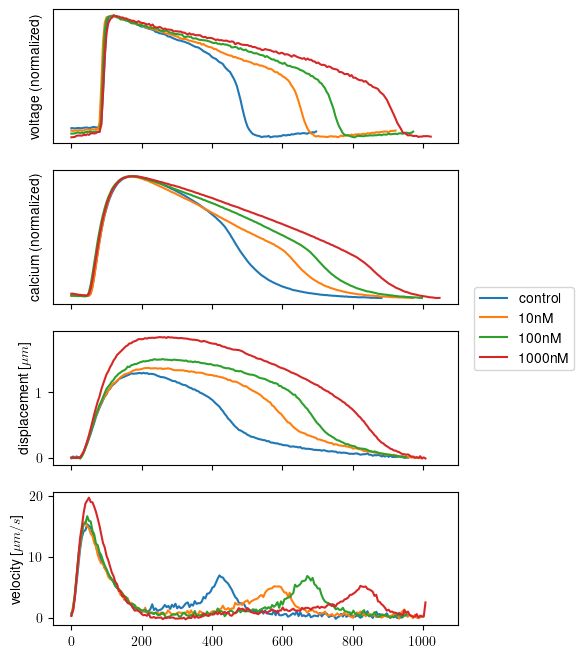 voltage (normalized)
calcium (normalized)
displacement [μm]
1
0
velocity [μm/s]
20
10
0
0 200 400 600 800 1000
control
10nM
100nM
1000nM